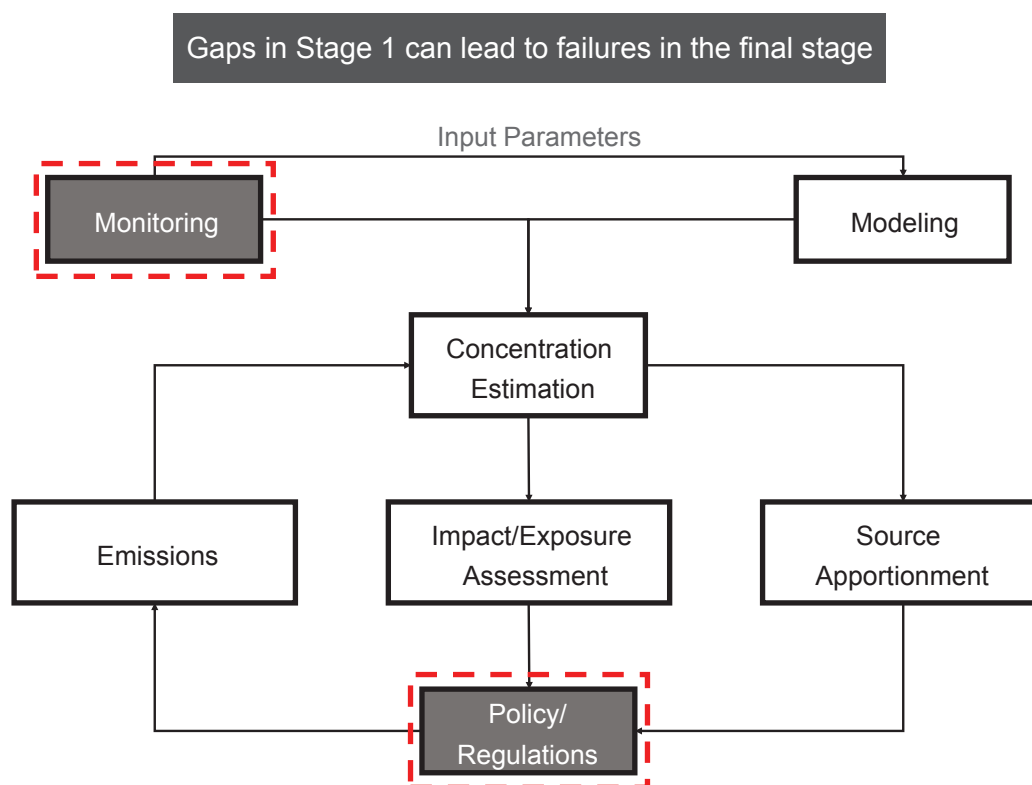 Gaps in Stage 1 can lead to failures in the final stage
Input Parameters
Monitoring
Modeling
Concentration
Estimation
Emissions
Impact/Exposure
Assessment
Source
Apportionment
Policy/
Regulations